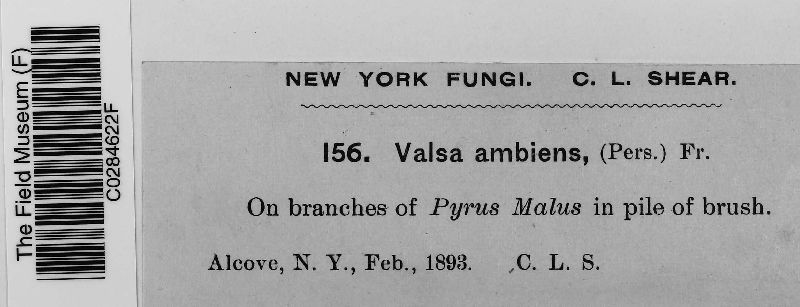 The Field Museum (F)
C0284622F
NEW YORK FUNGI. C. L. SHEAR.
156. Valsa ambiens, (Pers.) Fr.
On branches of Pyrus Malus in pile of brush.
Alcove, N. Y., Feb., 1893. C. L. S.